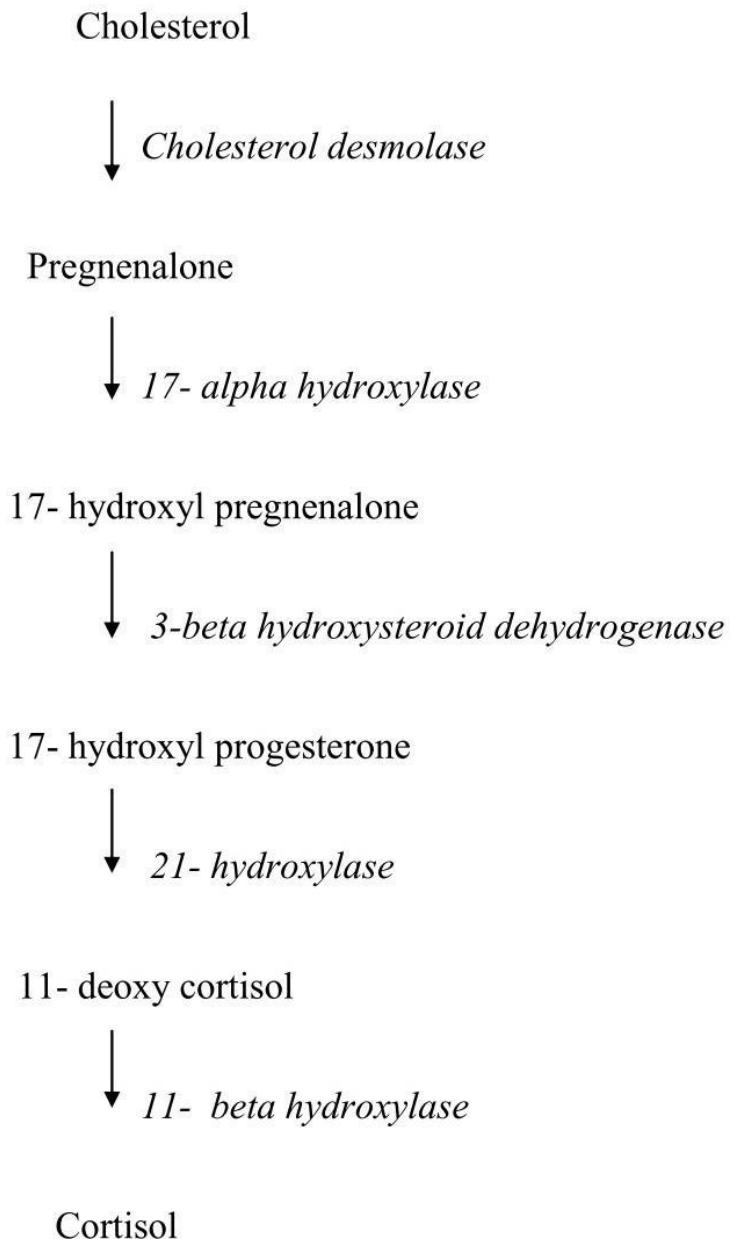 Cholesterol
Cholesterol desmolase
Pregnenalone
17- alpha hydroxylase
17- hydroxyl pregnenalone
3-beta hydroxysteroid dehydrogenase
17- hydroxyl progesterone
21- hydroxylase
11- deoxy cortisol
11- beta hydroxylase
Cortisol